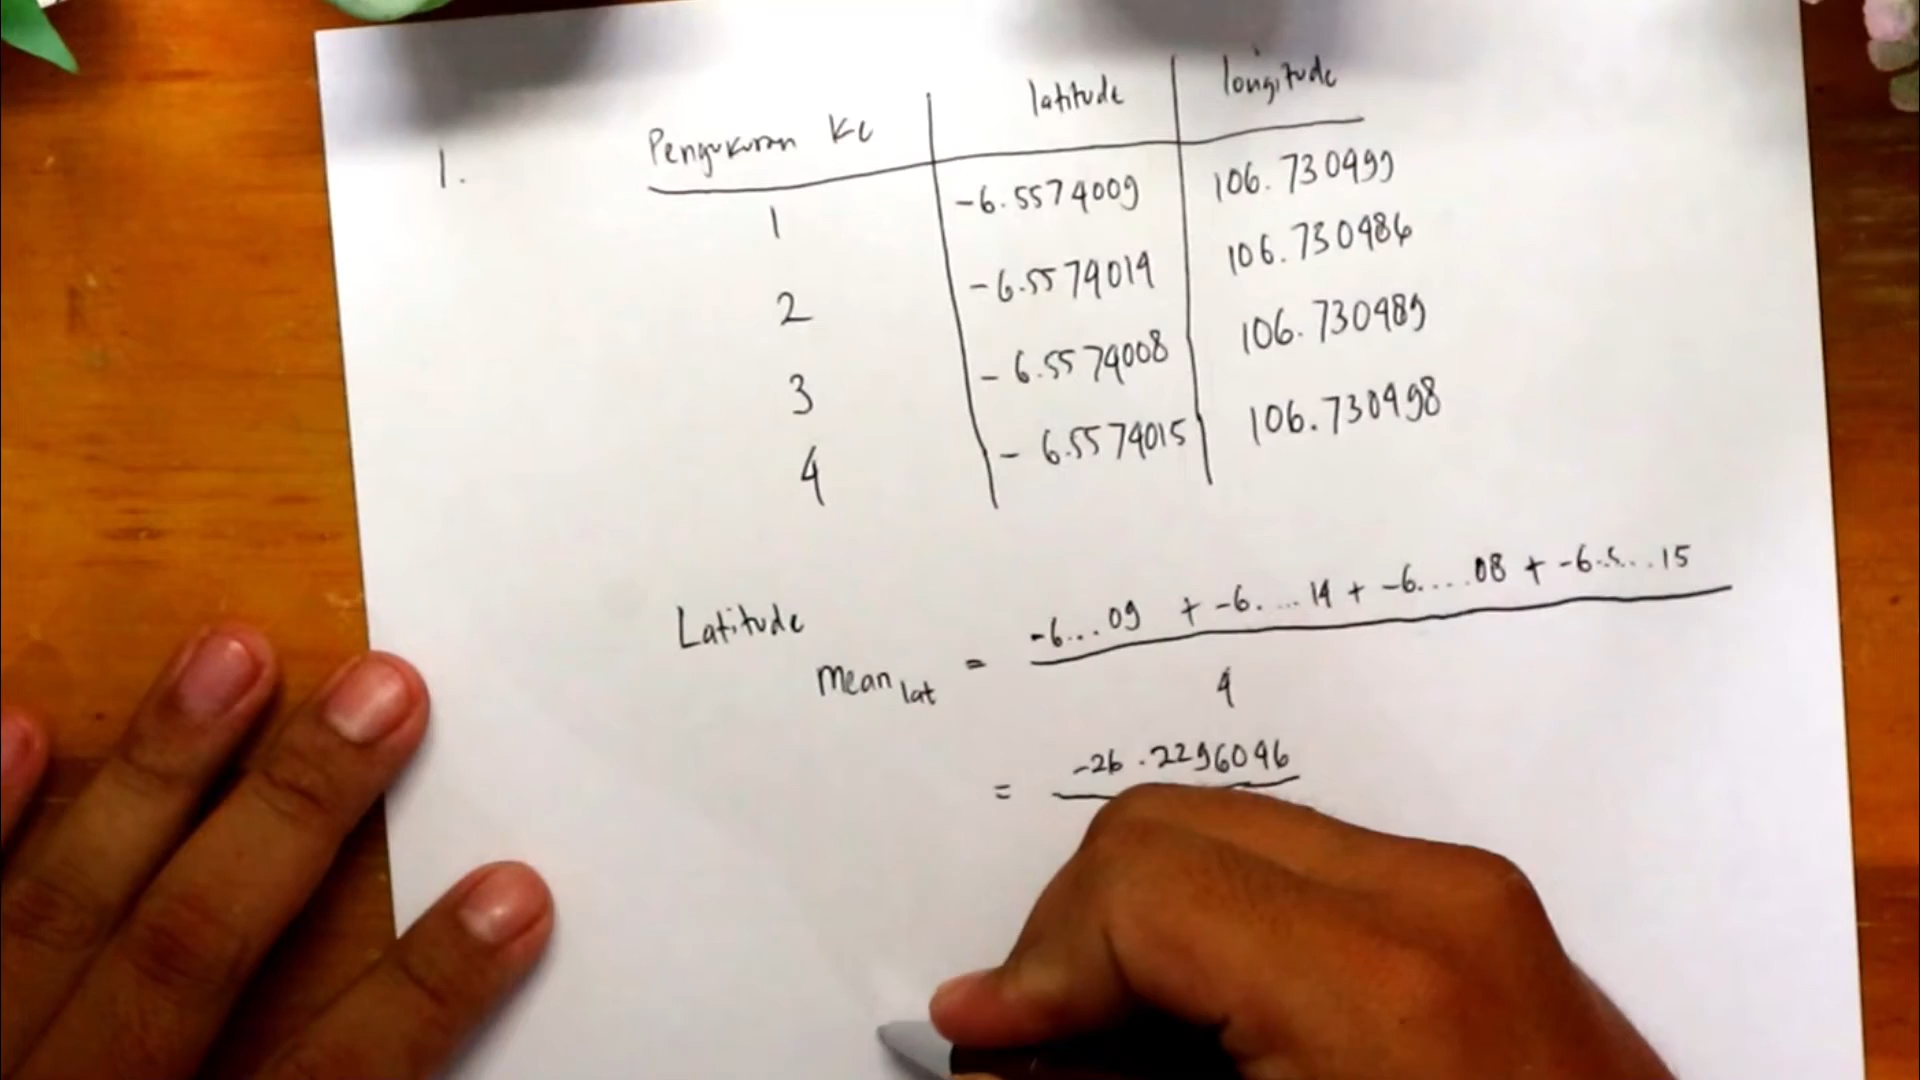 1. Pengukuran Ke latitude longitude
1 -6.5574009 106.730499
2 -6.5574014 106.730486
3 - 6.5574008 106.730489
4 - 6.5574015 106.730498
Latitude
Mean lat = -6...09 + -6....14 + -6....08 + -6.5...15
4
= -26.2296046